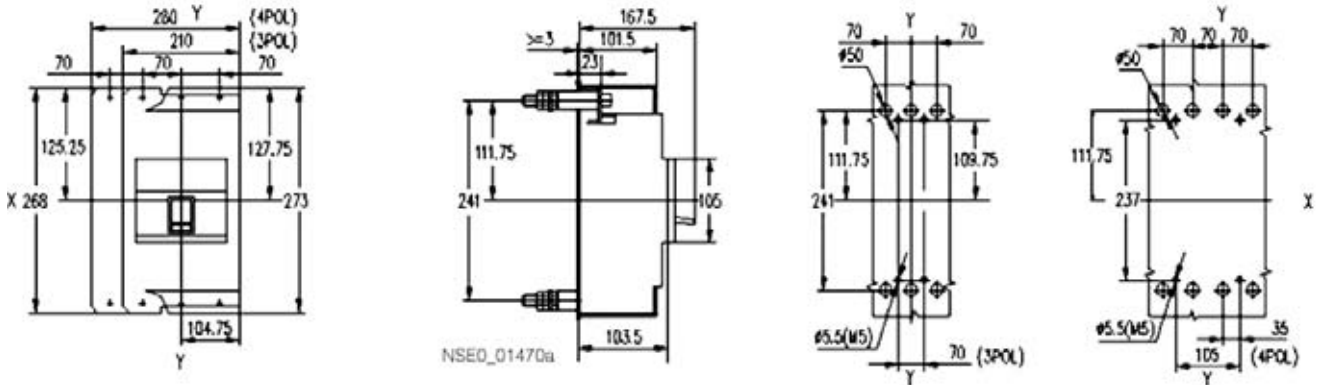 Y
280 (4POL)
210 (3POL)
70 70 70
125.25
127.75
X 268
273
104.75
Y
167.5
>=3 101.5
23
111.75
241
105
103.5
NSE0_01470a
Y
70 70
ø50
111.75
109.75
241
ø5.5(M5)
70 (3POL)
Y
Y
70 70 70
ø50
111.75
237
X
ø5.5(M5)
35
105 (4POL)
Y